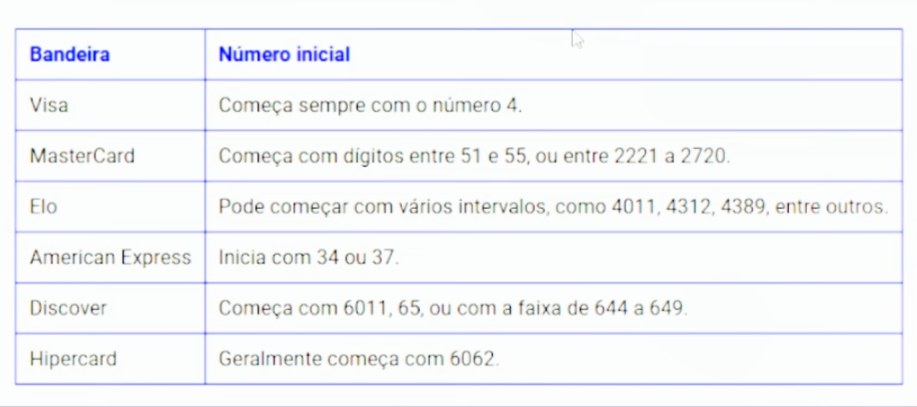 Bandeira Número inicial
Visa Começa sempre com o número 4.
MasterCard Começa com dígitos entre 51 e 55, ou entre 2221 a 2720.
Elo Pode começar com vários intervalos, como 4011, 4312, 4389, entre outros.
American Express Inicia com 34 ou 37.
Discover Começa com 6011, 65, ou com a faixa de 644 a 649.
Hipercard Geralmente começa com 6062.